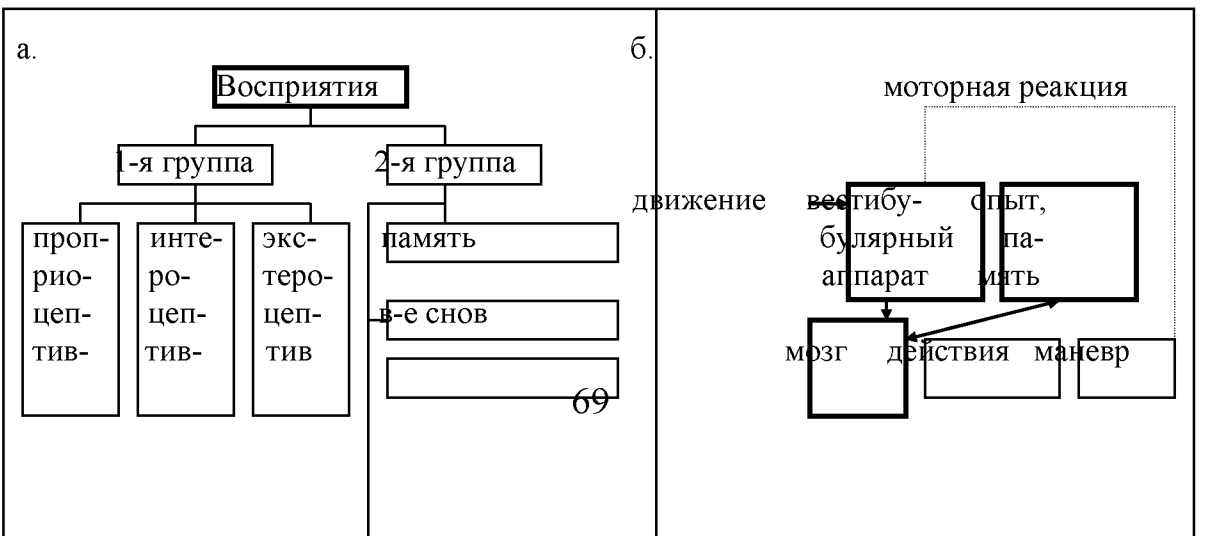 а.
Восприятия
1-я группа
2-я группа
проп-
рио-
цеп-
тив-
инте-
ро-
цеп-
тив-
экс-
теро-
цеп-
тив
память
в-е снов
69
б.
моторная реакция
движение
вестибу-
булярный
аппарат
опыт,
па-
мять
мозг
действия
маневр